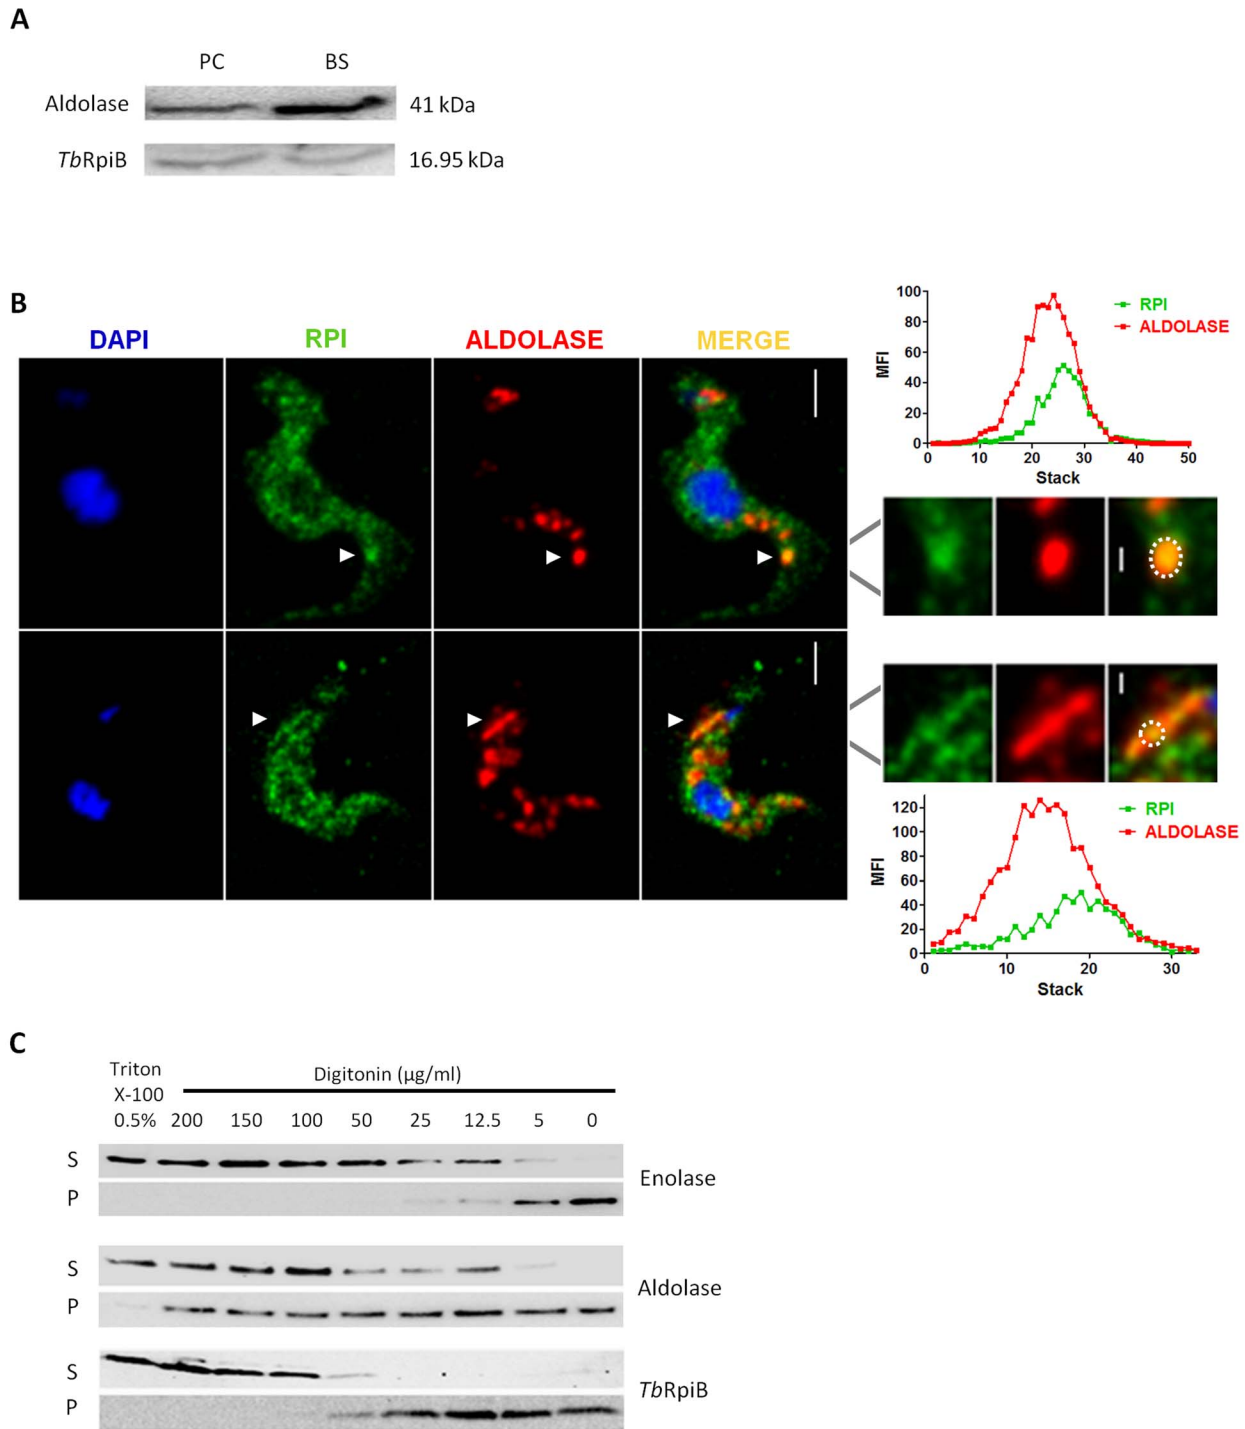 A
PC BS
Aldolase 41 kDa
TbRpiB 16.95 kDa
B
DAPI RPI ALDOLASE MERGE
100
80
60
40
20
0
MFI
0 10 20 30 40 50
Stack
RPI
ALDOLASE
120
100
80
60
40
20
0
MFI
0 10 20 30
Stack
RPI
ALDOLASE
C
Triton
X-100
0.5%
Digitonin (µg/ml)
200 150 100 50 25 12.5 5 0
S
P
Enolase
S
P
Aldolase
S
P
TbRpiB